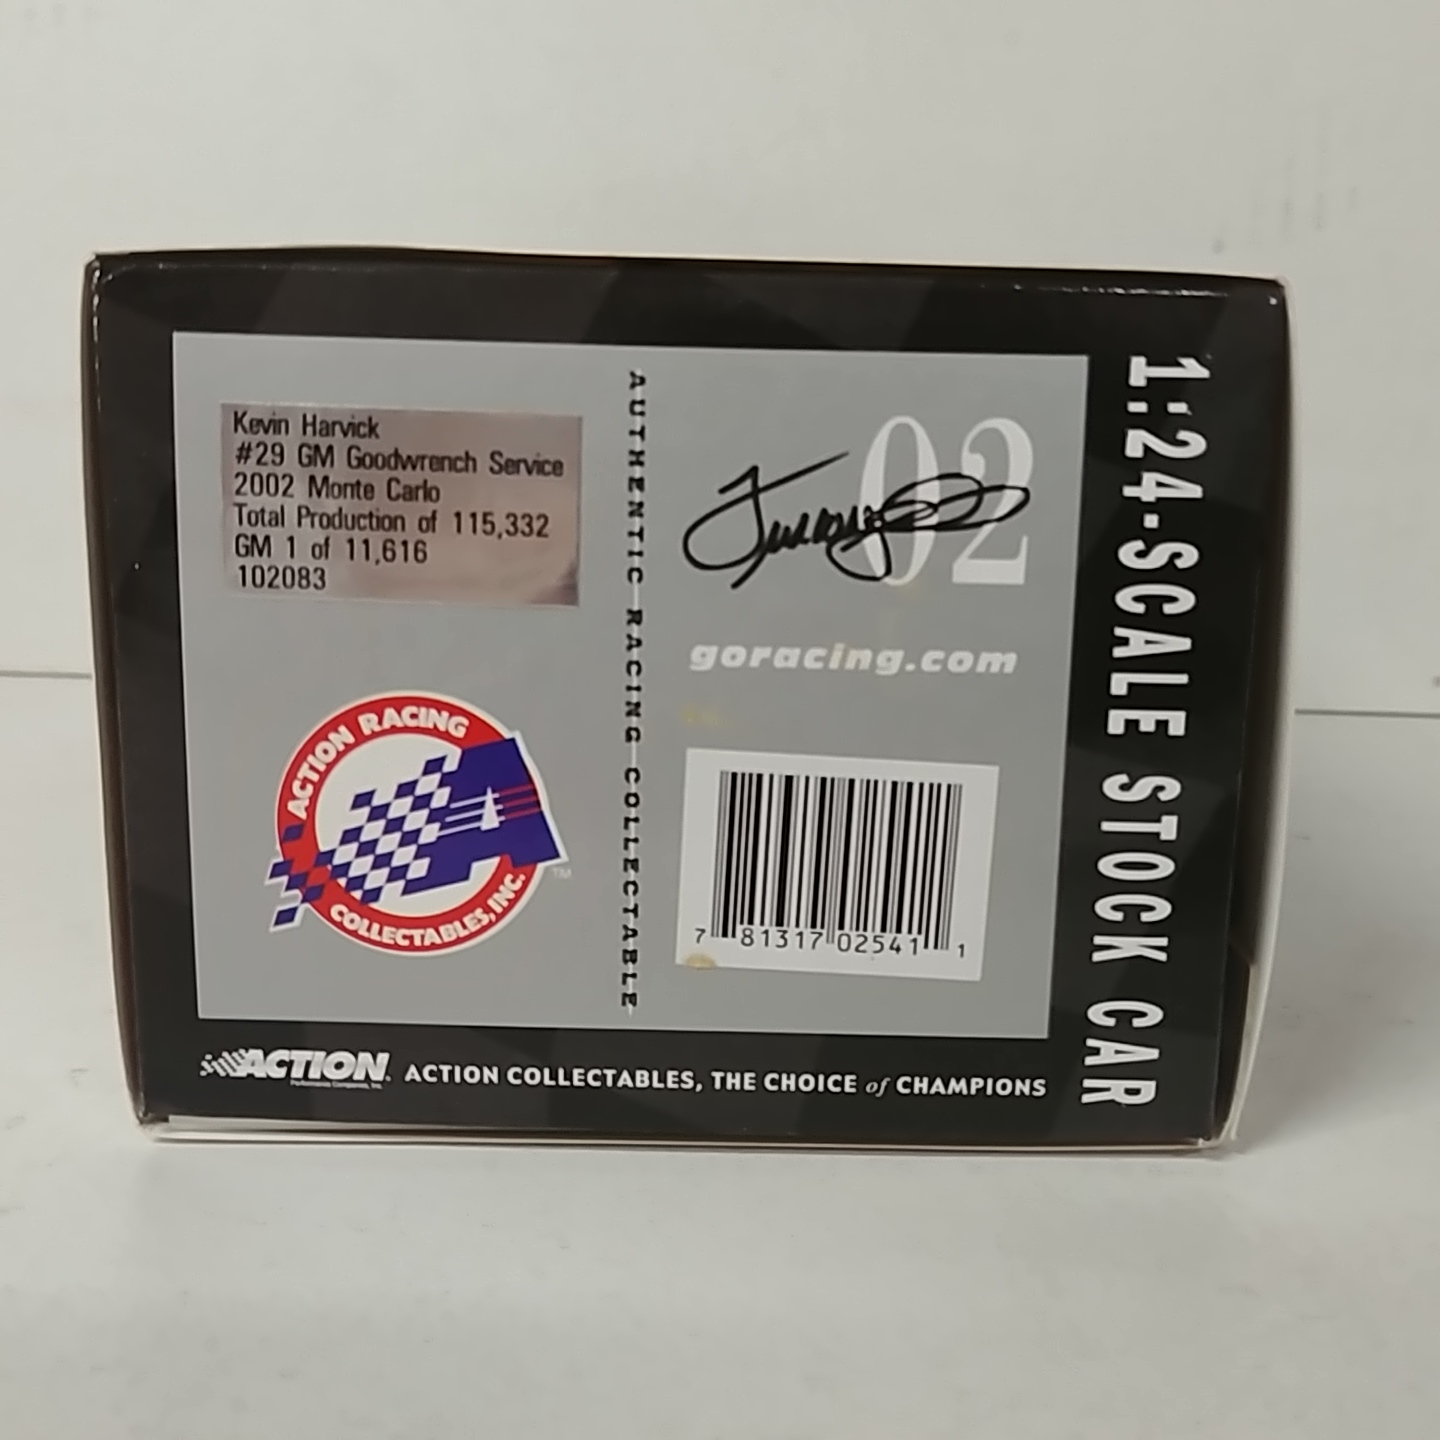 Kevin Harvick
#29 GM Goodwrench Service
2002 Monte Carlo
Total Production of 115,332
GM 1 of 11,616
102083
ACTION RACING
COLLECTABLES, INC.
TM
AUTHENTIC RACING COLLECTABLE
02
goracing.com
7 81317 02541 1
1:24-SCALE STOCK CAR
ACTION
ACTION COLLECTABLES, THE CHOICE of CHAMPIONS